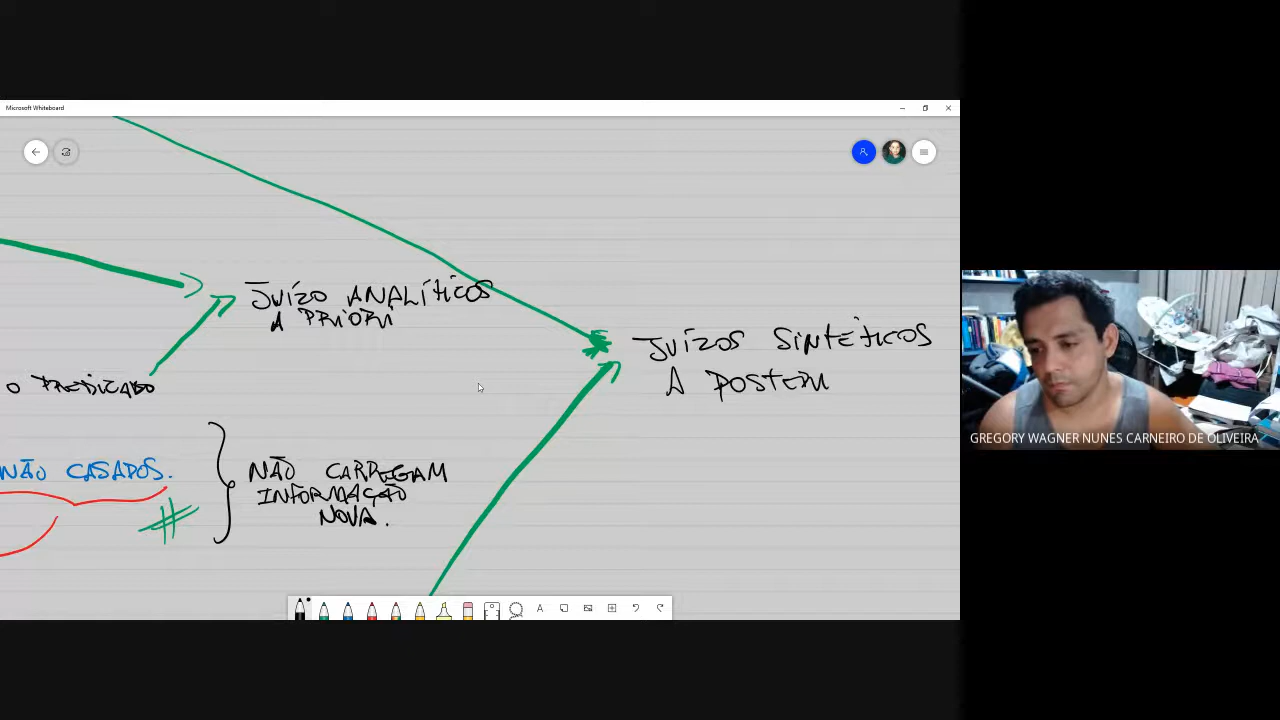 Microsoft Whiteboard
JUÍZO ANALÍTICOS
A PRIORI
JUÍZOS SINTÉTICOS
A POSTERI
O PREDICADO
NÃO CASADOS.
NÃO CARREGAM
INFORMAÇÃO
NOVA.
GREGORY WAGNER NUNES CARNEIRO DE OLIVEIRA